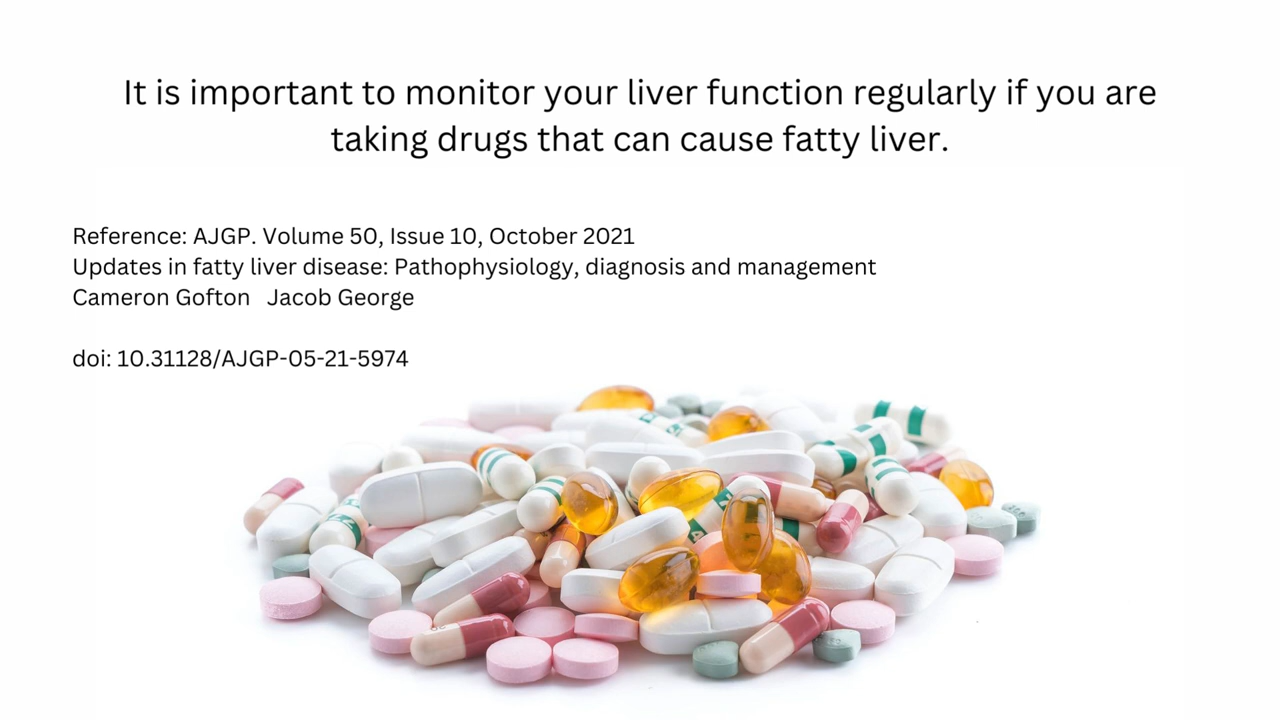 It is important to monitor your liver function regularly if you are
taking drugs that can cause fatty liver.
Reference: AJGP. Volume 50, Issue 10, October 2021
Updates in fatty liver disease: Pathophysiology, diagnosis and management
Cameron Gofton   Jacob George
doi: 10.31128/AJGP-05-21-5974